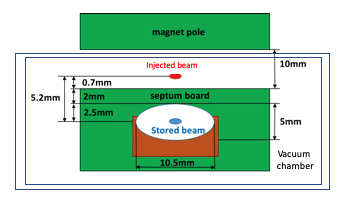 magnet pole
Injected beam
10mm
0.7mm
5.2mm
2mm
septum board
2.5mm
Stored beam
5mm
10.5mm
Vacuum
chamber